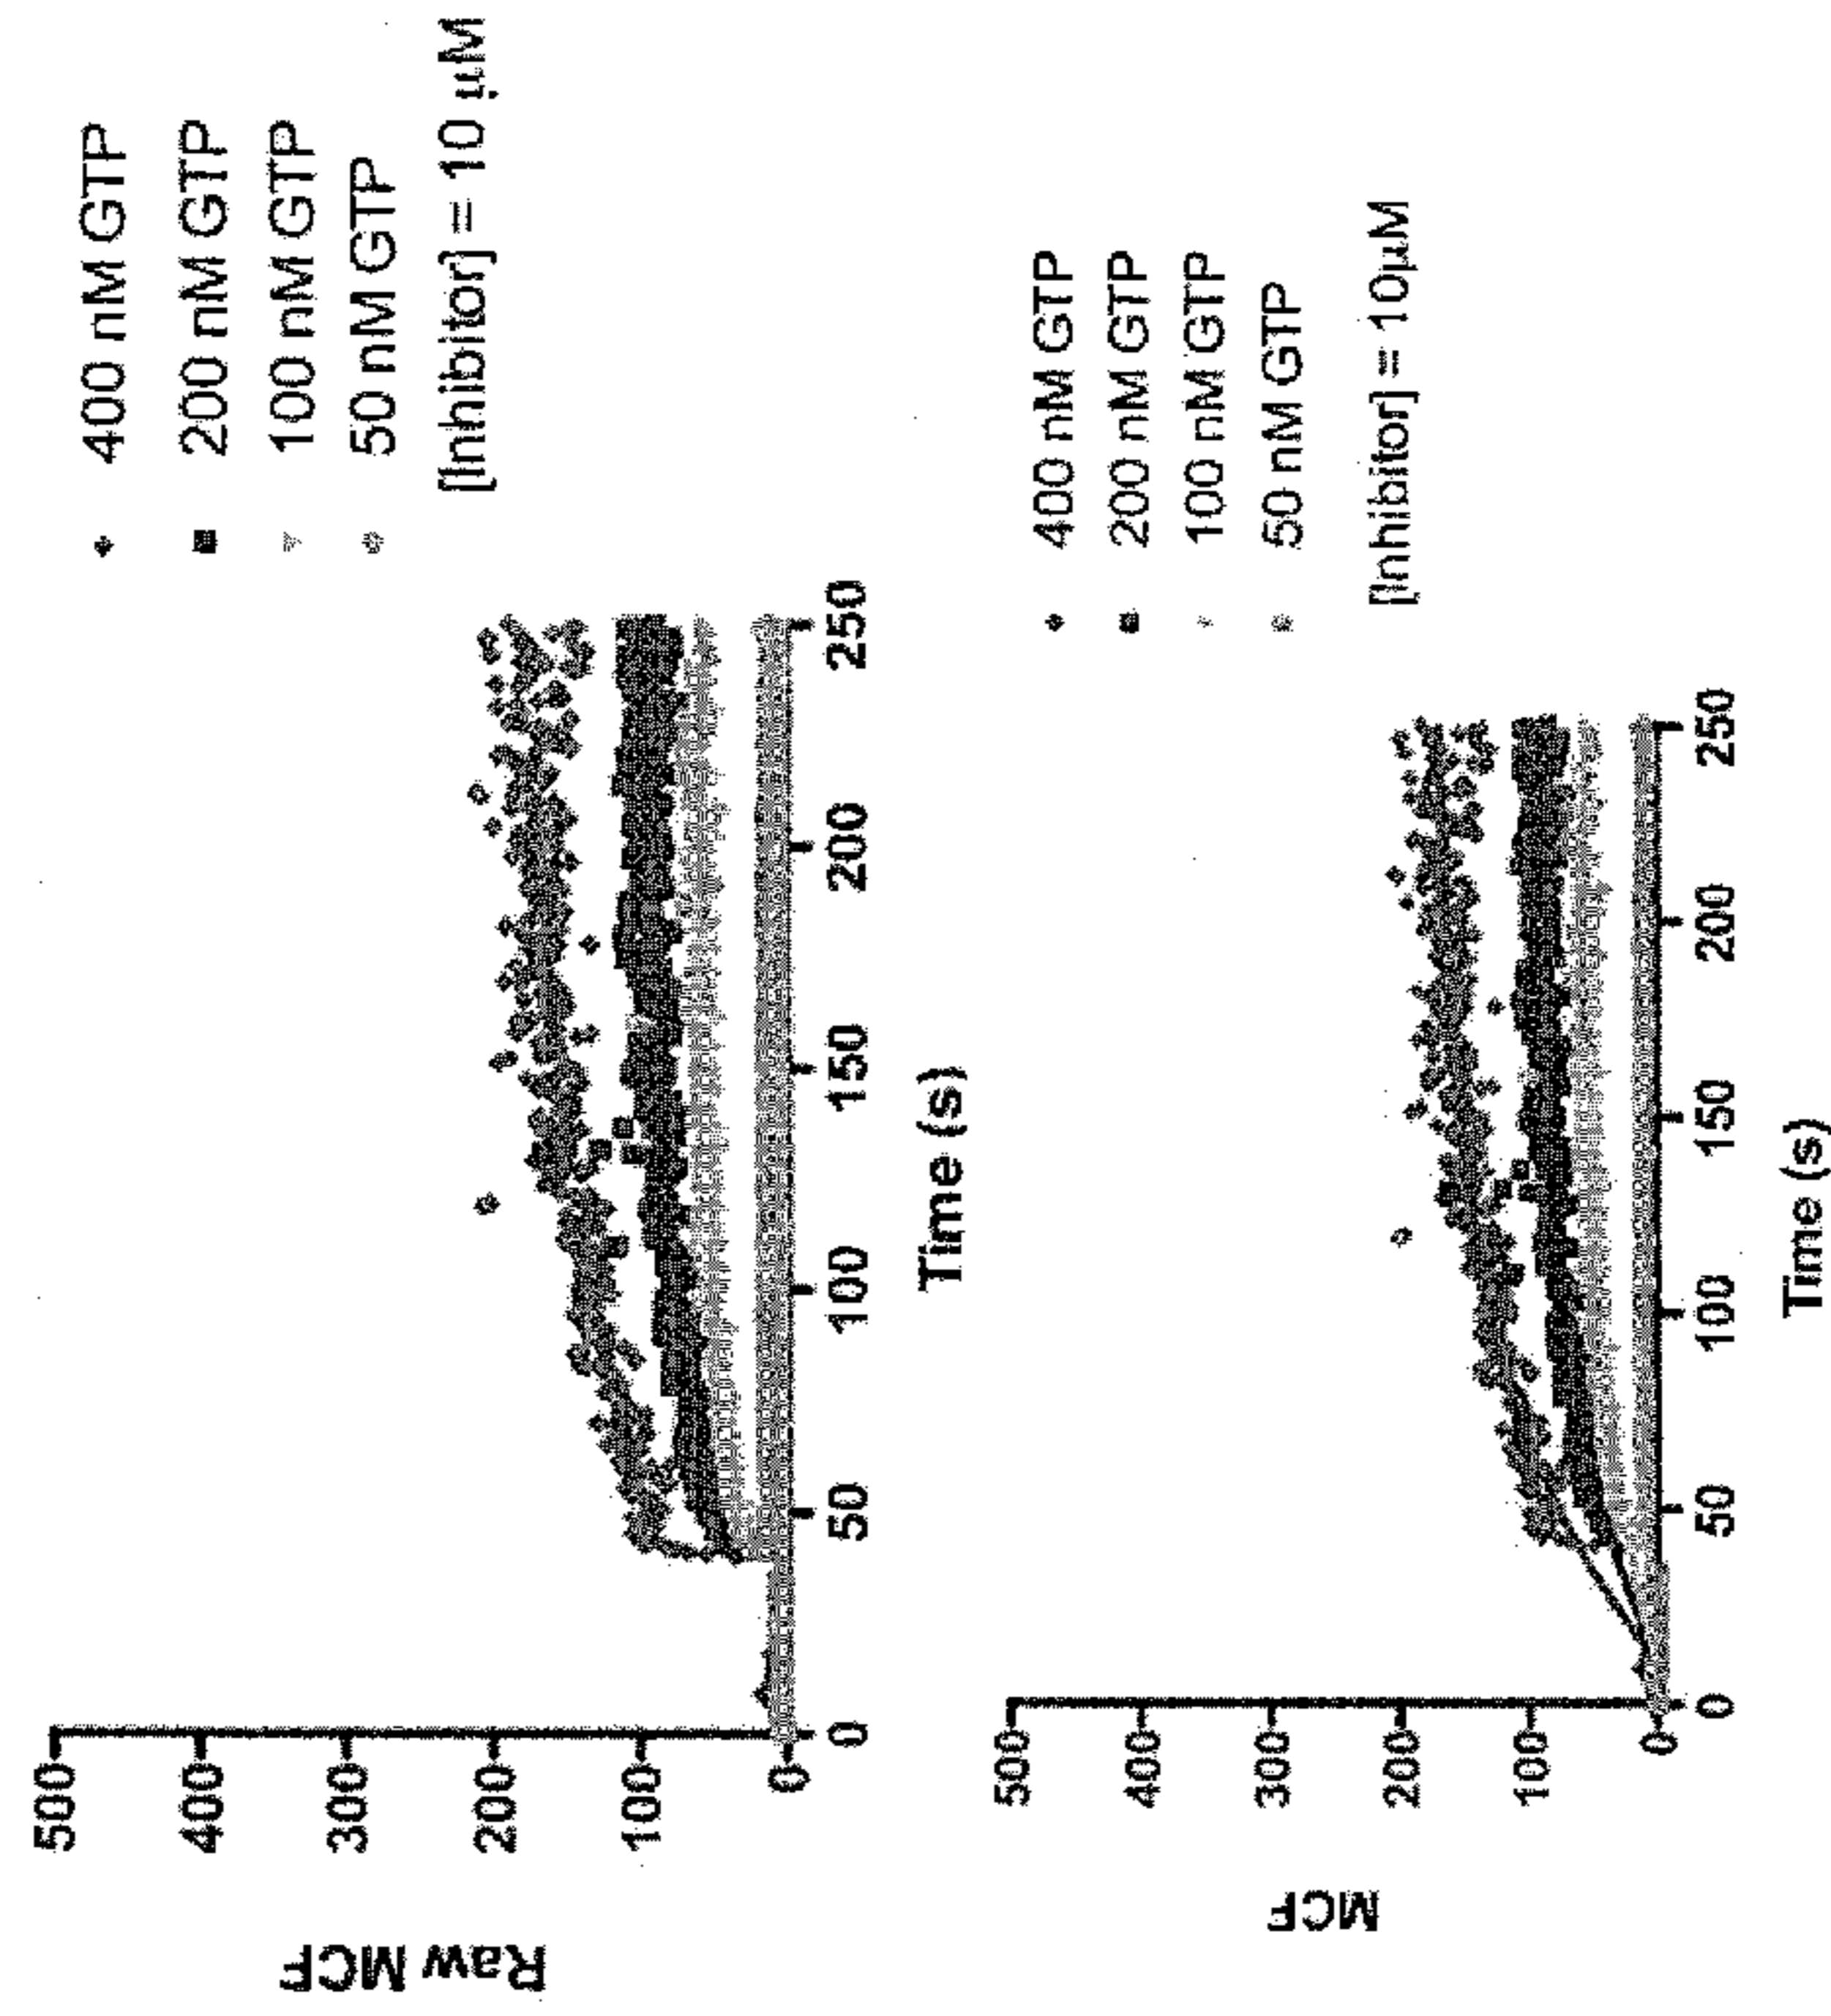 Raw MCF
500
400
300
200
100
0
0
50
100
150
200
250
Time (s)
400 nM GTP
200 nM GTP
100 nM GTP
50 nM GTP
[Inhibitor] = 10 µM
MCF
500
400
300
200
100
0
0
50
100
150
200
250
Time (s)
400 nM GTP
200 nM GTP
100 nM GTP
50 nM GTP
[Inhibitor] = 10µM